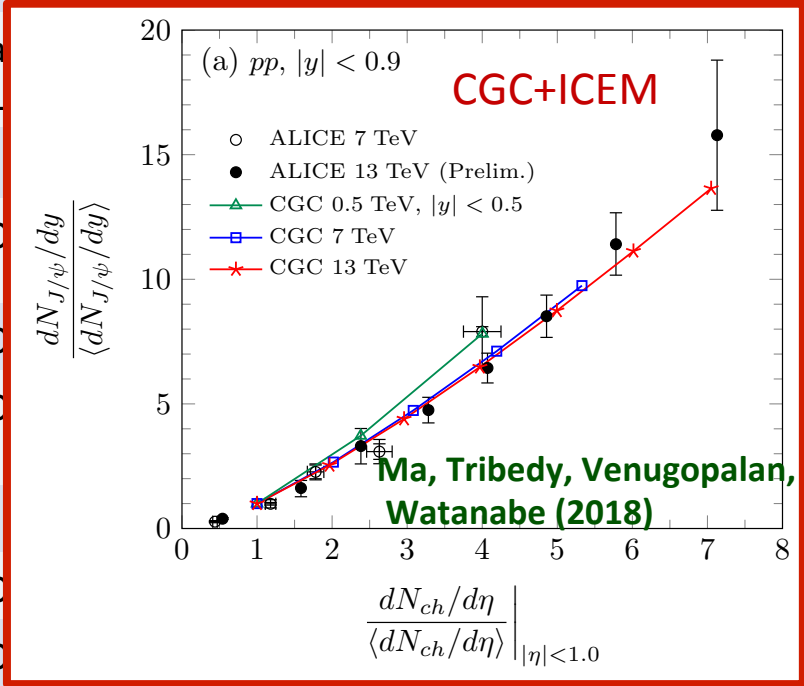 (a) pp, |y| < 0.9
CGC+ICEM
ALICE 7 TeV
ALICE 13 TeV (Prelim.)
CGC 0.5 TeV, |y| < 0.5
CGC 7 TeV
CGC 13 TeV
Ma, Tribedy, Venugopalan,
Watanabe (2018)
20
15
10
5
0
0 1 2 3 4 5 6 7 8
dN_{J/ψ}/dy
⟨dN_{J/ψ}/dy⟩
dN_{ch}/dη
⟨dN_{ch}/dη⟩ |_{|η|<1.0}